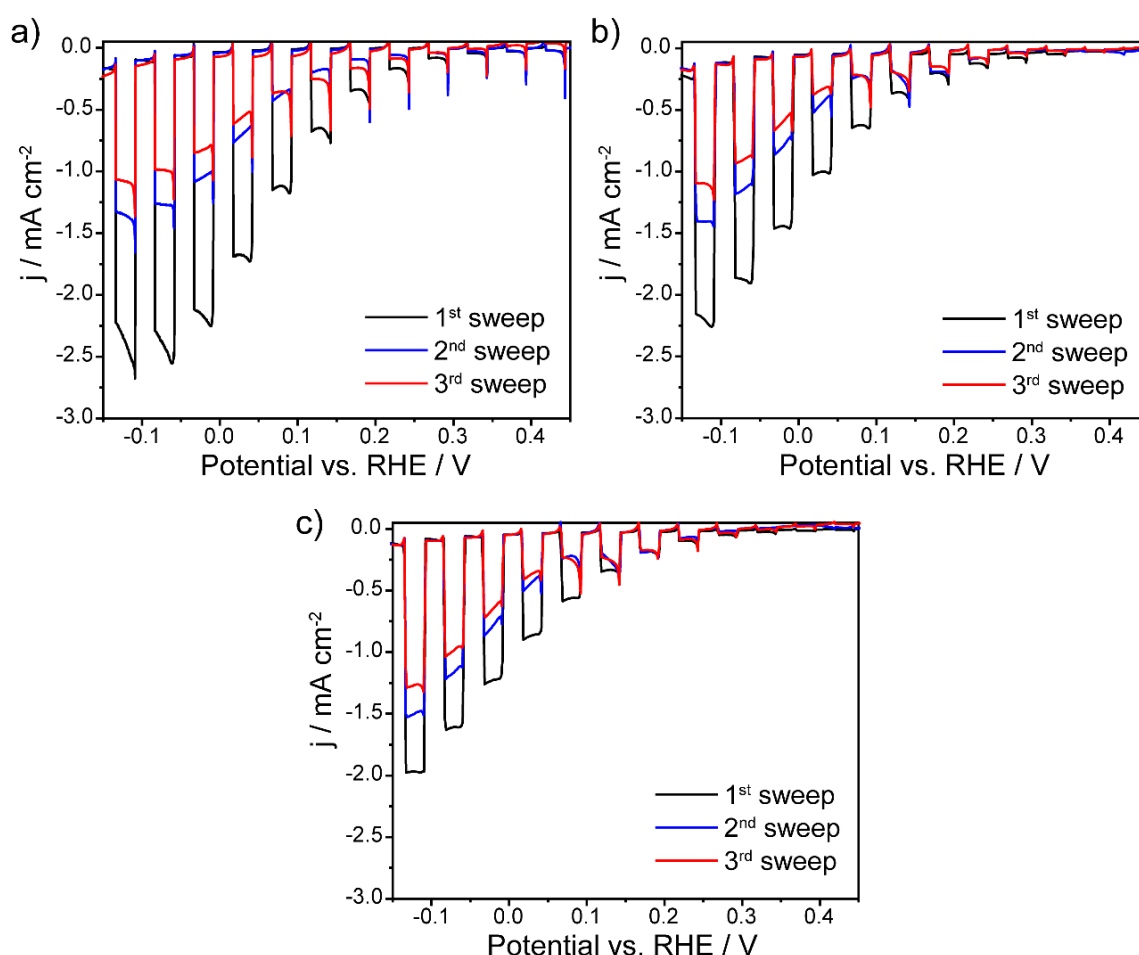 a)
0.0
-0.5
-1.0
-1.5
-2.0
-2.5
-3.0
j / mA cm-2
1st sweep
2nd sweep
3rd sweep
-0.1 0.0 0.1 0.2 0.3 0.4
Potential vs. RHE / V
b)
0.0
-0.5
-1.0
-1.5
-2.0
-2.5
-3.0
j / mA cm-2
1st sweep
2nd sweep
3rd sweep
-0.1 0.0 0.1 0.2 0.3 0.4
Potential vs. RHE / V
c)
0.0
-0.5
-1.0
-1.5
-2.0
-2.5
-3.0
j / mA cm-2
1st sweep
2nd sweep
3rd sweep
-0.1 0.0 0.1 0.2 0.3 0.4
Potential vs. RHE / V